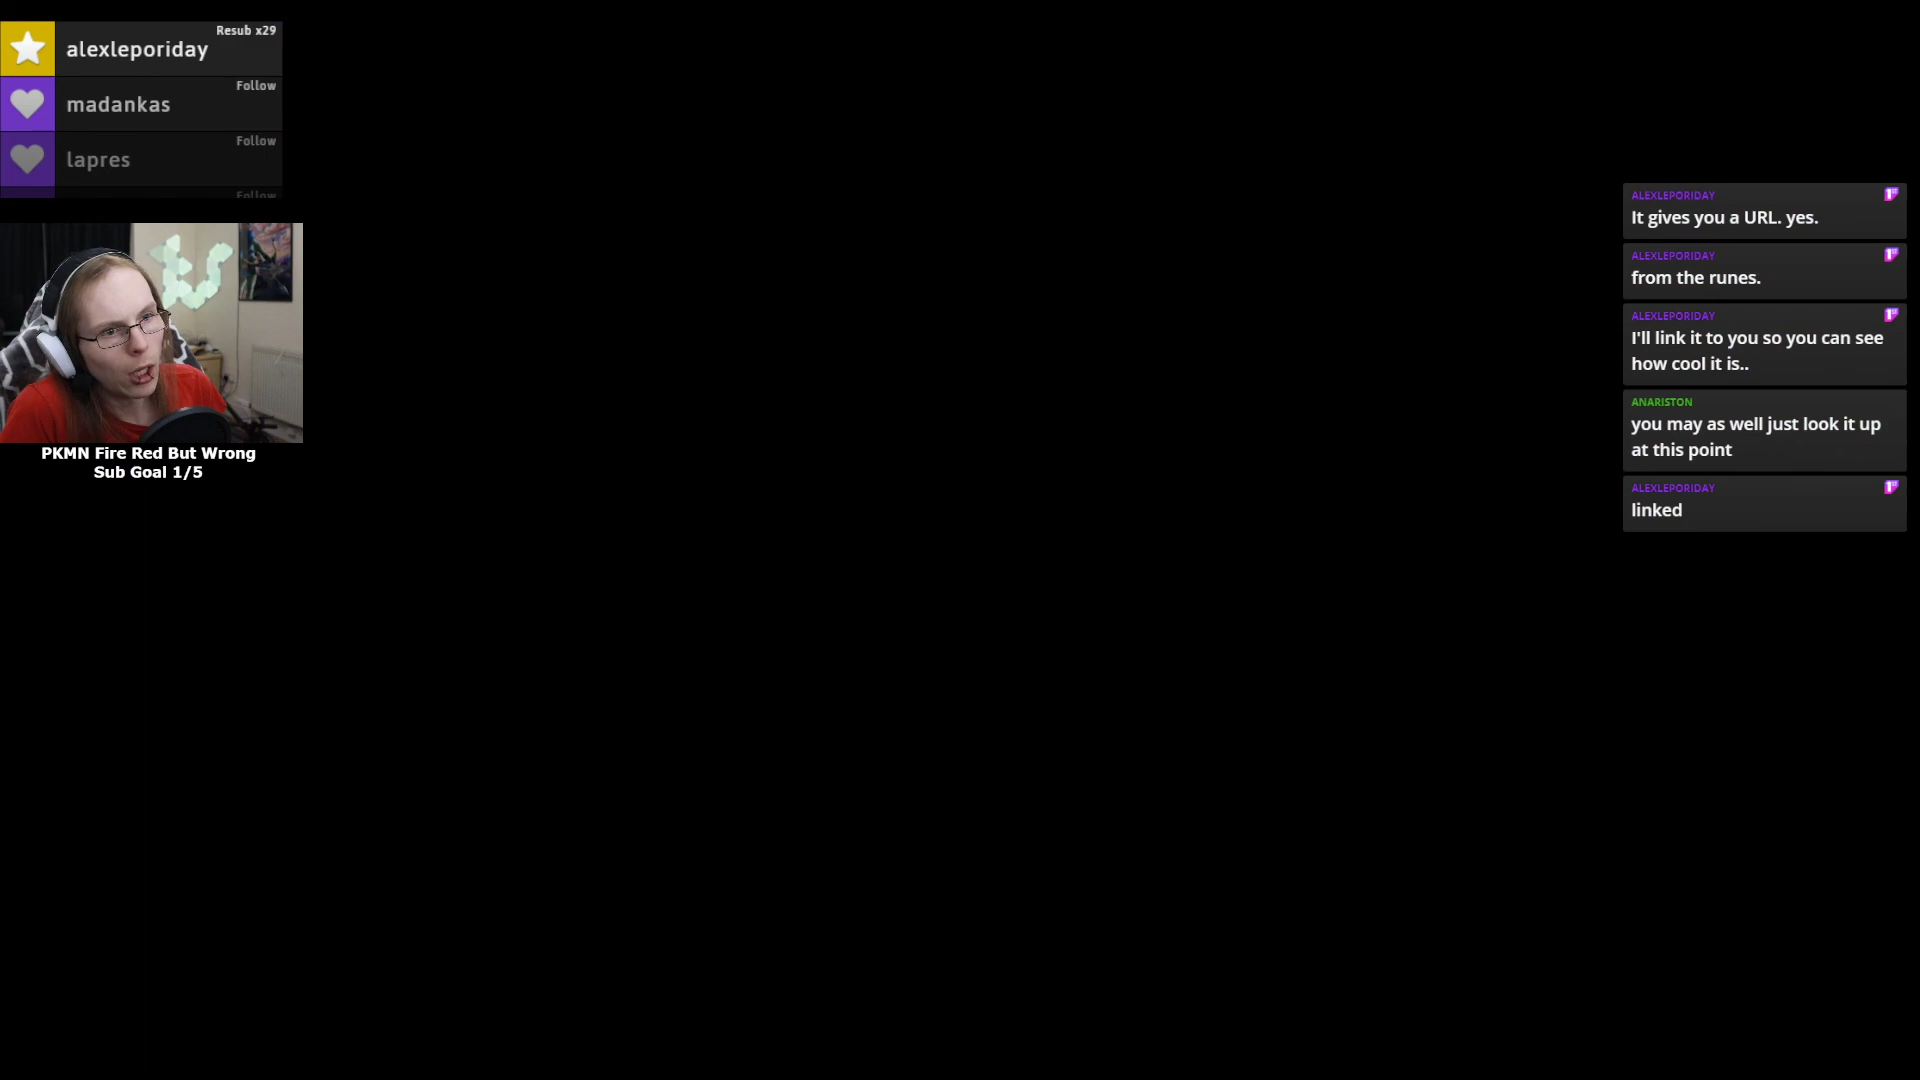 Resub x29
alexleporiday
Follow
madankas
Follow
lapres
Follow
PKMN Fire Red But Wrong
Sub Goal 1/5
ALEXLEPORIDAY
It gives you a URL. yes.
ALEXLEPORIDAY
from the runes.
ALEXLEPORIDAY
I'll link it to you so you can see
how cool it is..
ANARISTON
you may as well just look it up
at this point
ALEXLEPORIDAY
linked